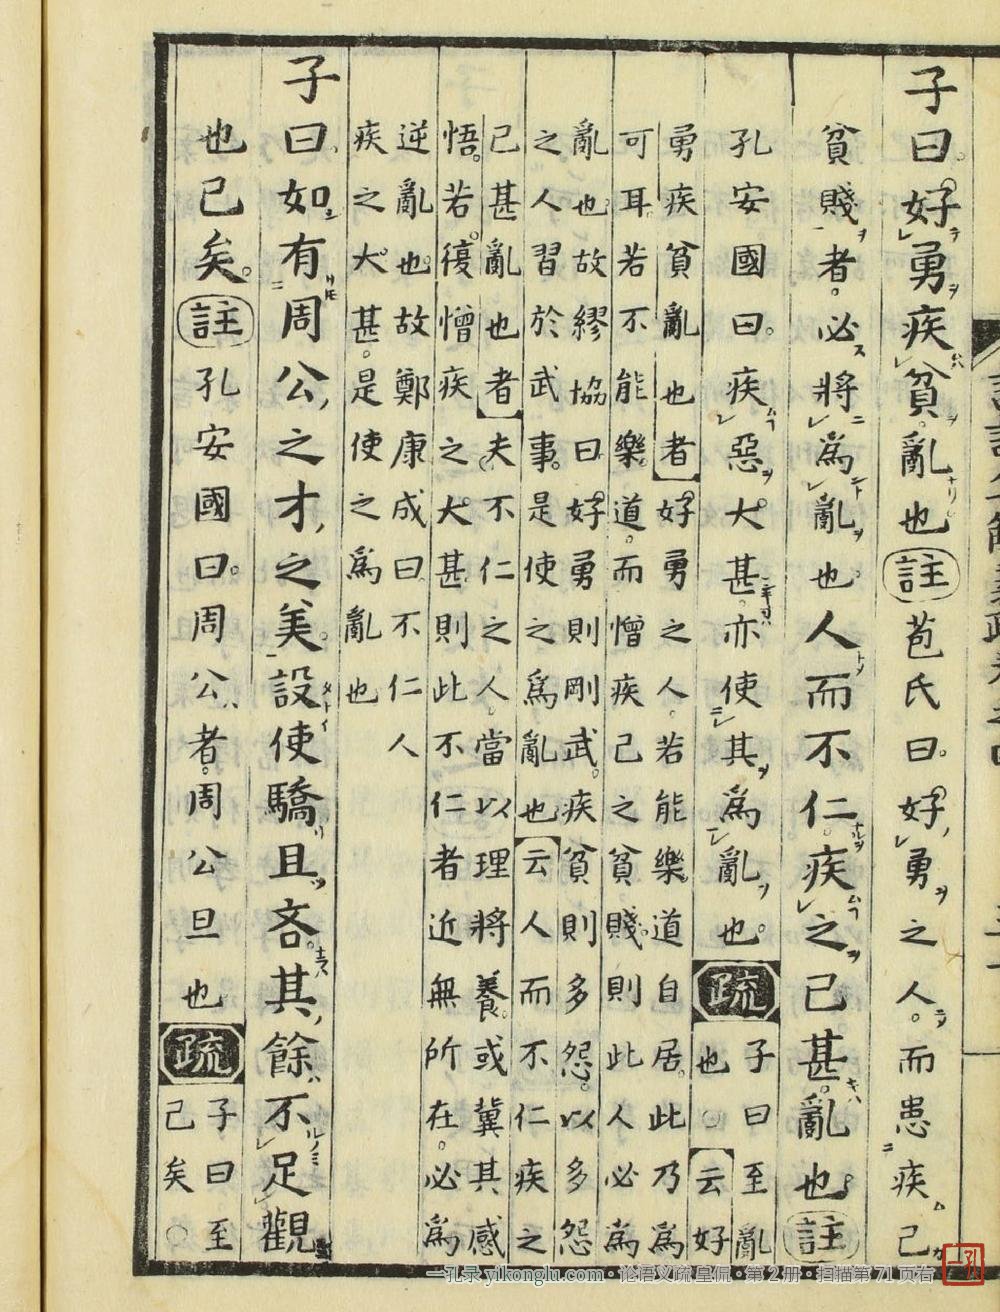 子曰好勇疾貧亂也註苞氏曰好勇之人而患疾己
貧賤者必將爲亂也人而不仁疾之已甚亂也註
孔安國曰疾惡太甚亦使其爲亂也疏子曰至亂
也○云好
勇疾貧亂也者好勇之人若能樂道自居此乃爲
可耳若不能樂道而憎疾己之貧賤則此人必爲
亂也故繆協曰好勇則剛武疾貧則多怨以多怨
之人習於武事是使之爲亂也云人而不仁疾之
已甚亂也者夫不仁之人當以理將養或冀其感
悟若復憎疾之太甚則此不仁者近無所在必爲
逆亂也故鄭康成曰不仁人
疾之太甚是使之爲亂也
子曰如有周公之才之美設使驕且吝其餘不足觀
也已矣註孔安國曰周公者周公旦也疏子曰至
已矣○
一孔录 yikonglu.com·论语义疏皇侃·第2册·扫描第71页右